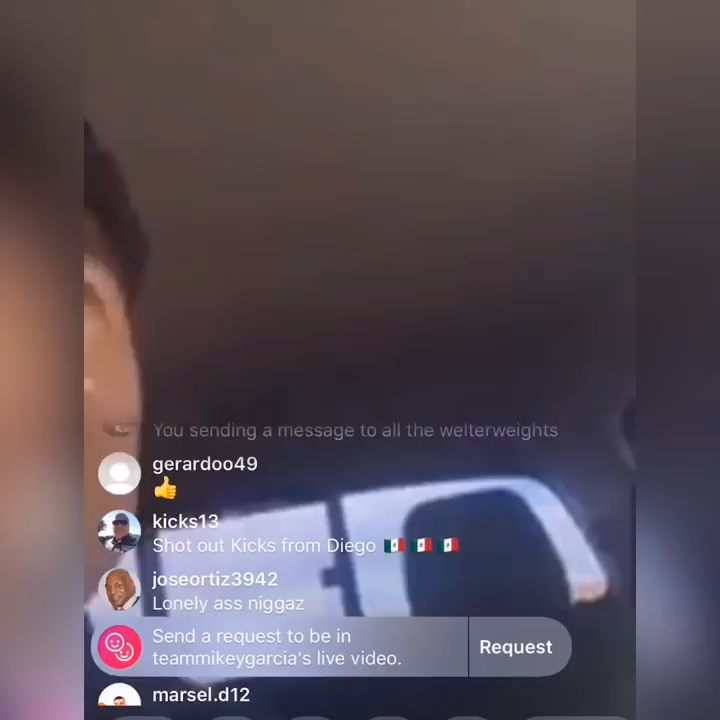 You sending a message to all the welterweights
gerardoo49
👍
kicks13
Shot out Kicks from Diego 🇲🇽 🇲🇽 🇲🇽
joseortiz3942
Lonely ass niggaz
Send a request to be in
teammikeygarcia's live video.
Request
marsel.d12